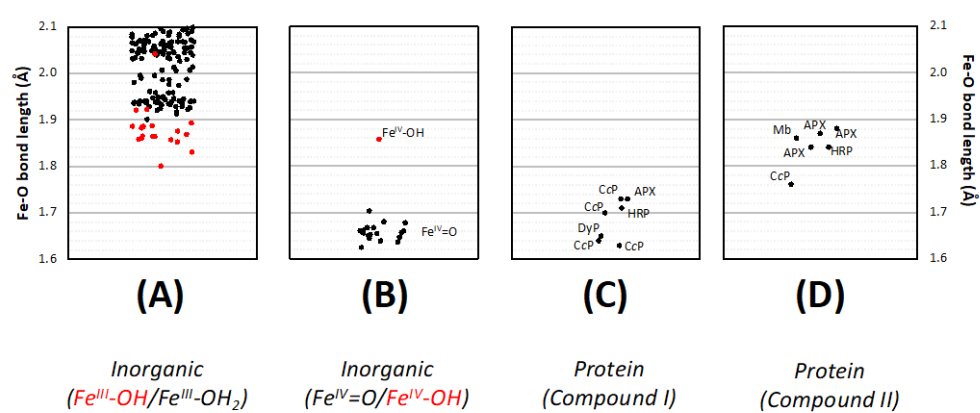 2.1
2.0
1.9
1.8
1.7
1.6
Fe-O bond length (Å)
Fe^IV-OH
Fe^IV=O
CcP
APX
CcP
HRP
DyP
CcP
CcP
Mb
APX
APX
APX
HRP
CcP
2.1
2.0
1.9
1.8
1.7
1.6
Fe-O bond length (Å)
(A)
(B)
(C)
(D)
Inorganic
(Fe^III-OH/Fe^III-OH₂)
Inorganic
(Fe^IV=O/Fe^IV-OH)
Protein
(Compound I)
Protein
(Compound II)